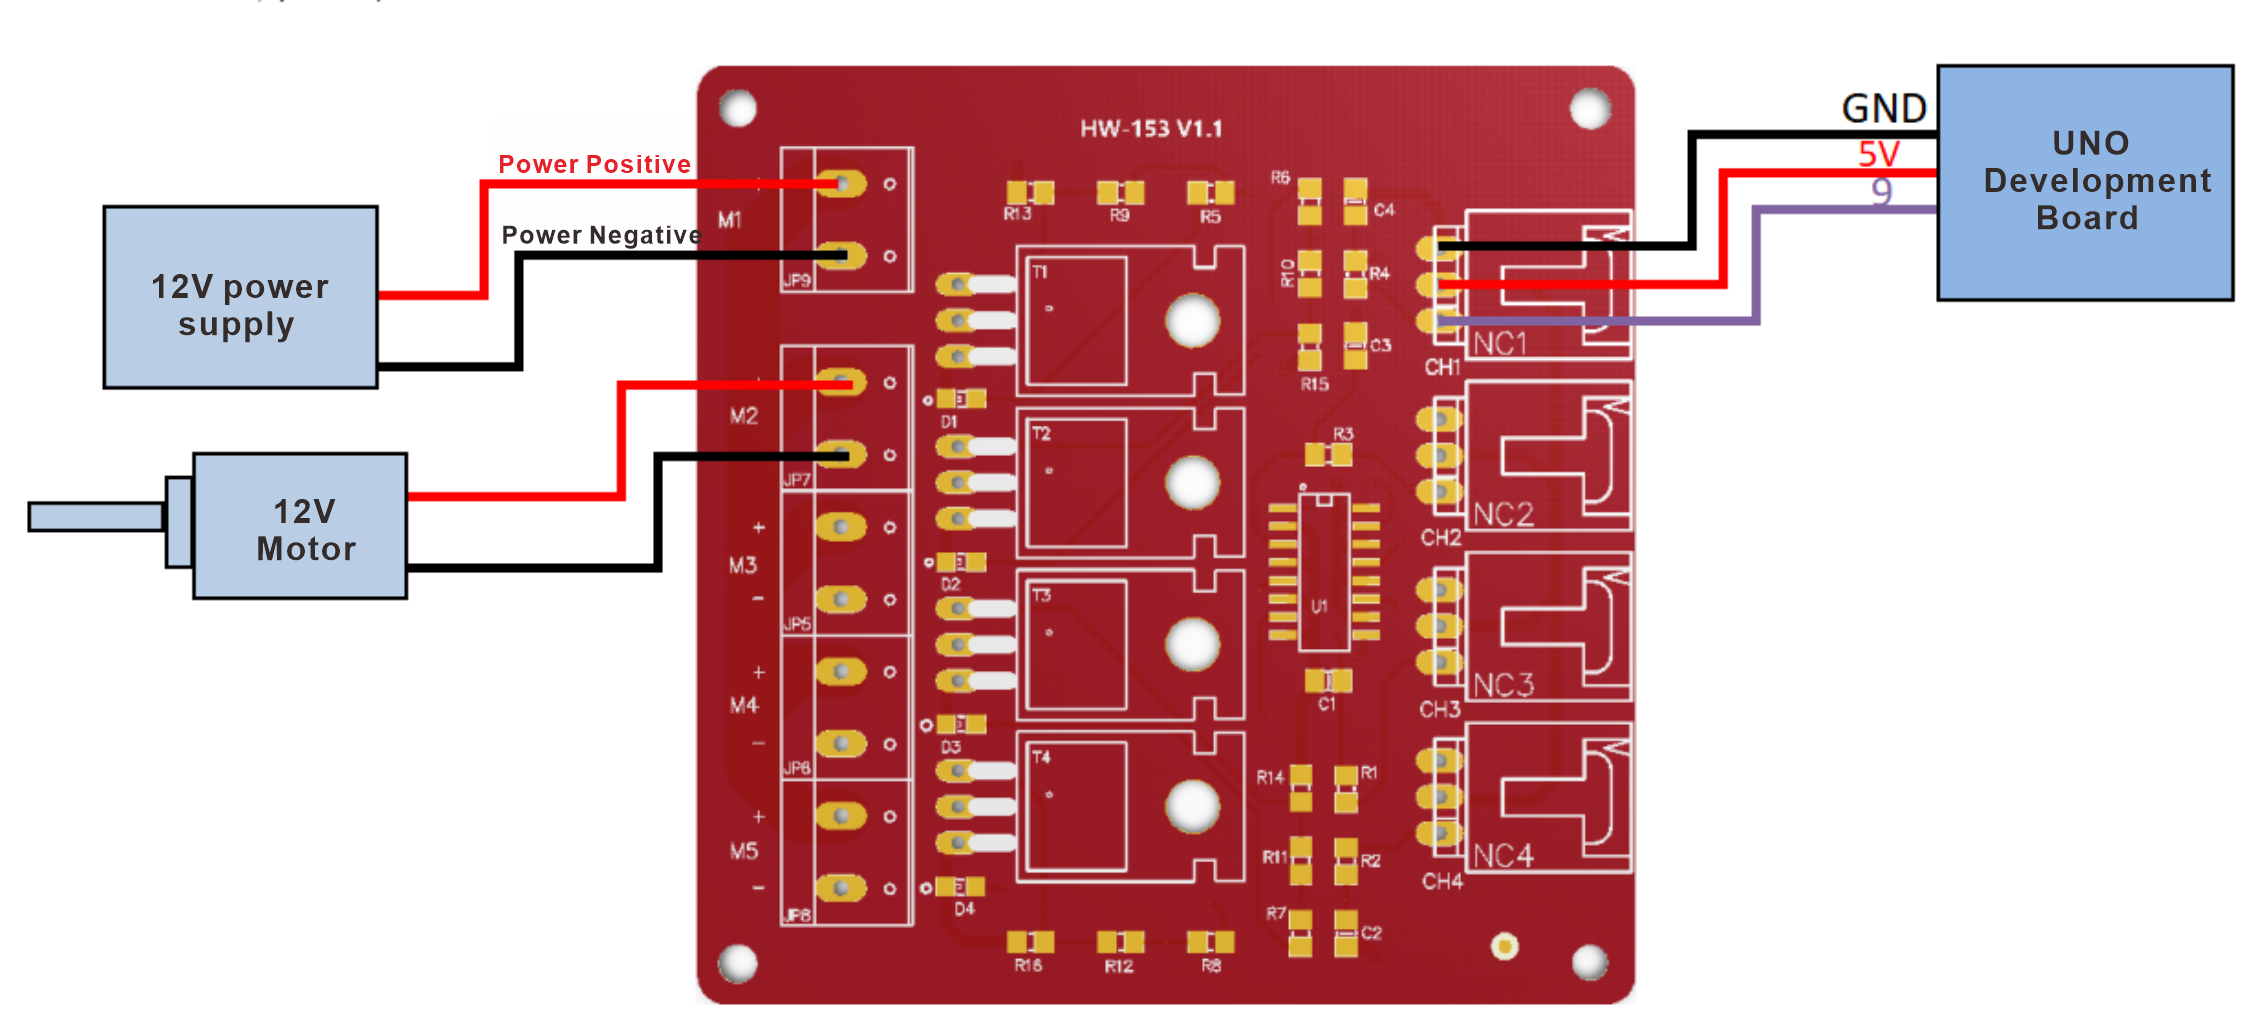 HW-153 V1.1
GND
5V
9
UNO
Development
Board
Power Positive
Power Negative
12V power
supply
12V
Motor
M1
JP9
M2
JP7
+
M3
-
JP5
+
M4
-
JP6
+
M5
-
JP8
R13
R9
R5
R6
C4
R10
R4
C3
R15
T1
D1
T2
D2
T3
D3
T4
D4
R3
U1
C1
R14
R1
R11
R2
R7
C2
R16
R12
R8
NC1
CH1
NC2
CH2
NC3
CH3
NC4
CH4